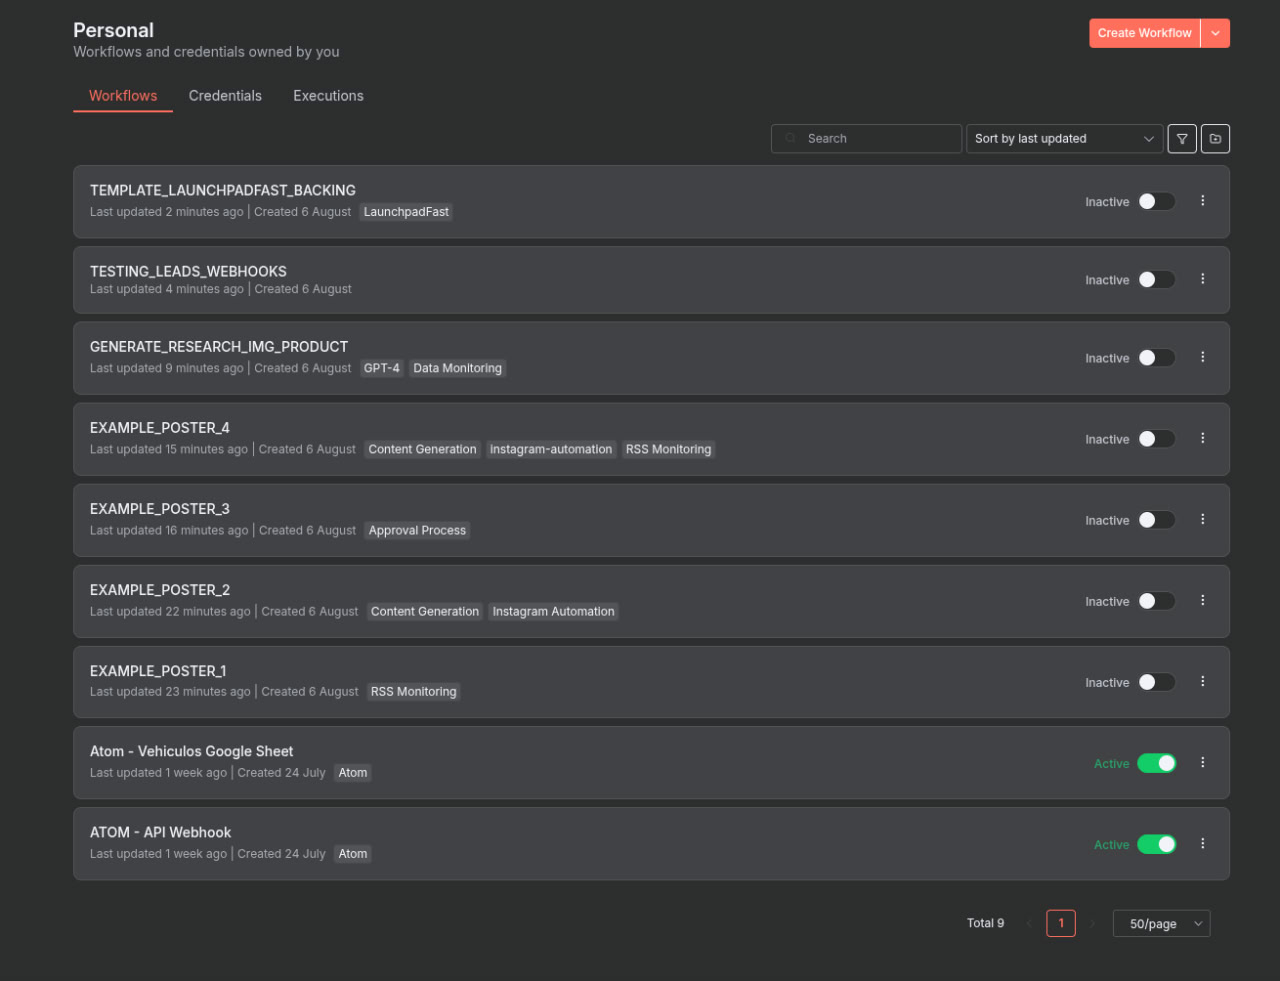 Personal
Create Workflow
Workflows and credentials owned by you
Workflows Credentials Executions
Search
Sort by last updated
TEMPLATE_LAUNCHPADFAST_BACKING
Last updated 2 minutes ago | Created 6 August LaunchpadFast
Inactive
TESTING_LEADS_WEBHOOKS
Last updated 4 minutes ago | Created 6 August
Inactive
GENERATE_RESEARCH_IMG_PRODUCT
Last updated 9 minutes ago | Created 6 August GPT-4 Data Monitoring
Inactive
EXAMPLE_POSTER_4
Last updated 15 minutes ago | Created 6 August Content Generation Instagram-automation RSS Monitoring
Inactive
EXAMPLE_POSTER_3
Last updated 16 minutes ago | Created 6 August Approval Process
Inactive
EXAMPLE_POSTER_2
Last updated 22 minutes ago | Created 6 August Content Generation Instagram Automation
Inactive
EXAMPLE_POSTER_1
Last updated 23 minutes ago | Created 6 August RSS Monitoring
Inactive
Atom - Vehiculos Google Sheet
Last updated 1 week ago | Created 24 July Atom
Active
ATOM - API Webhook
Last updated 1 week ago | Created 24 July Atom
Active
Total 9 1 50/page